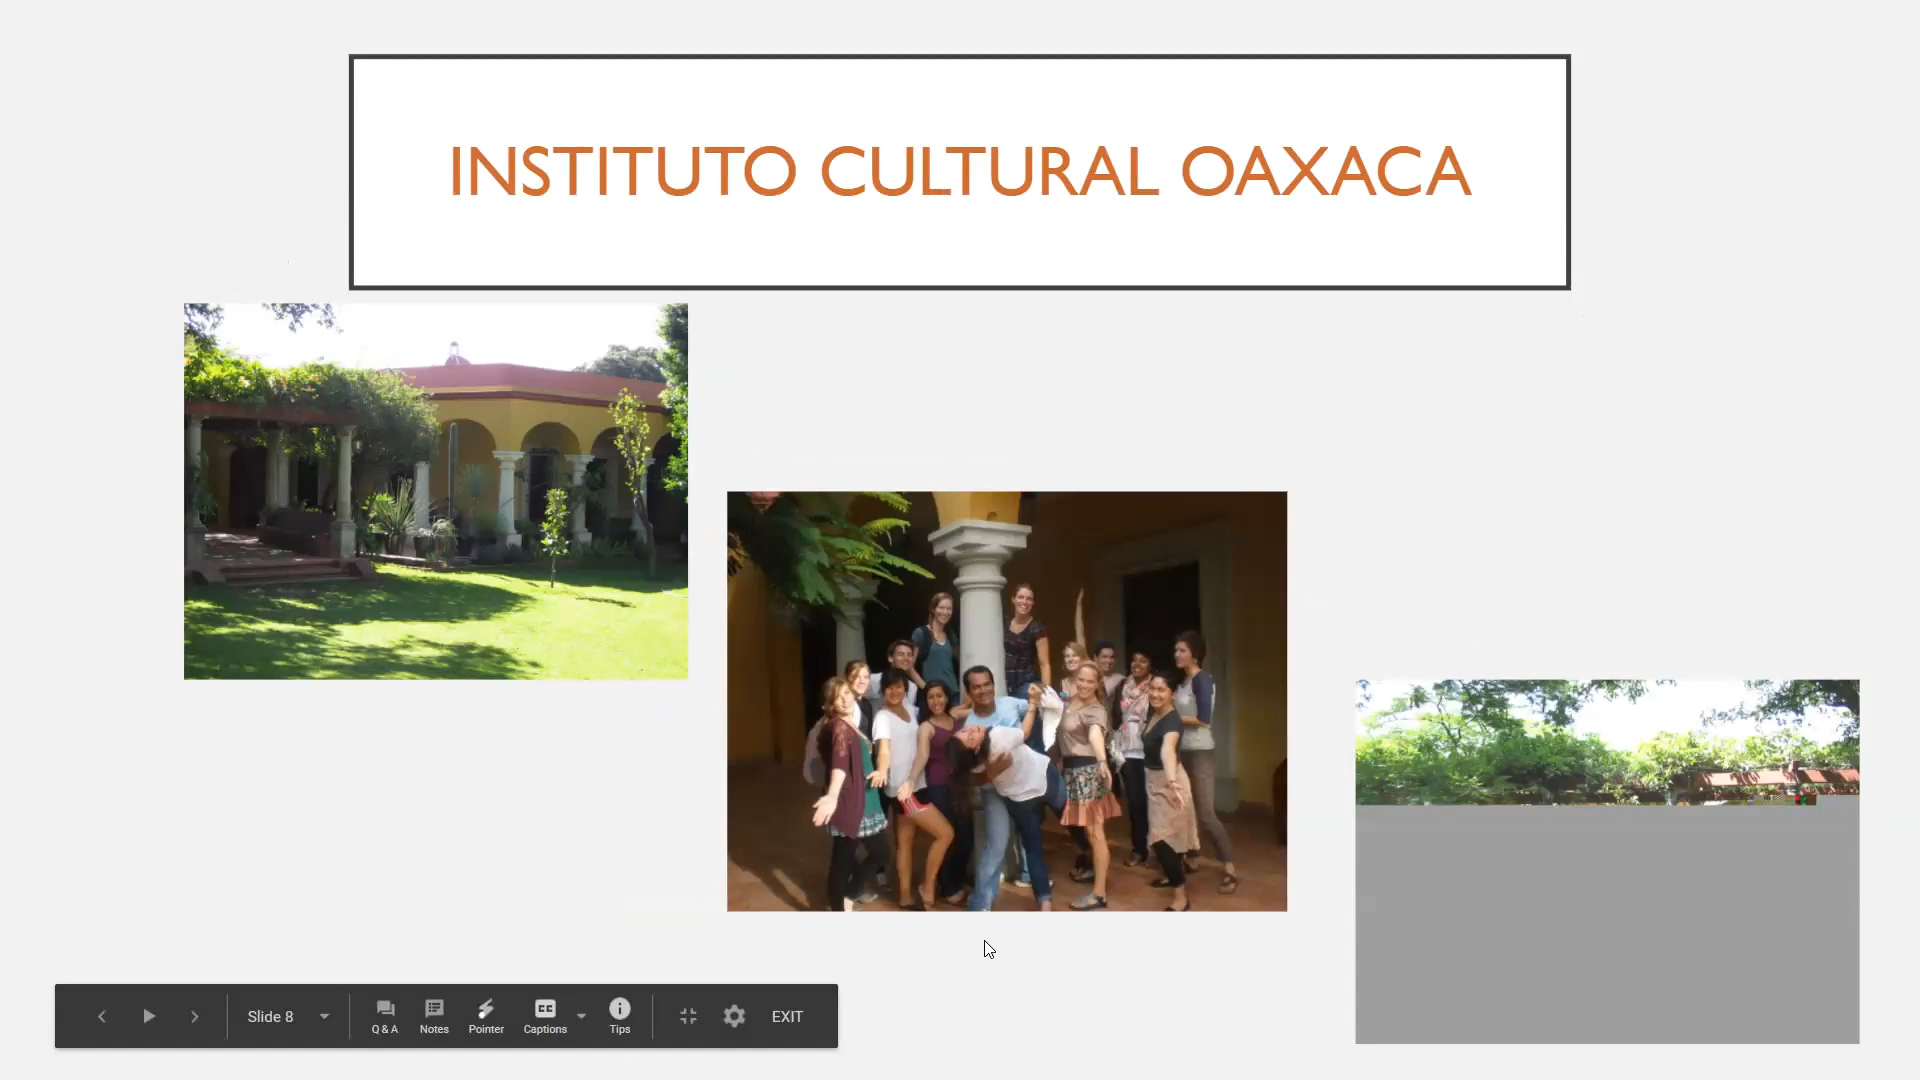 INSTITUTO CULTURAL OAXACA
Slide 8
Q & A
Notes
Pointer
Captions
Tips
EXIT